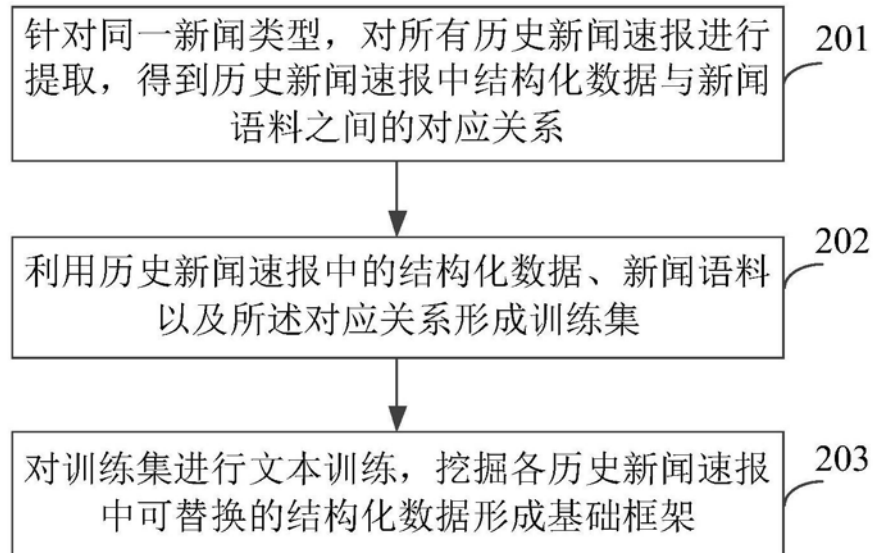 针对同一新闻类型，对所有历史新闻速报进行
提取，得到历史新闻速报中结构化数据与新闻
语料之间的对应关系
201
利用历史新闻速报中的结构化数据、新闻语料
以及所述对应关系形成训练集
202
对训练集进行文本训练，挖掘各历史新闻速报
中可替换的结构化数据形成基础框架
203